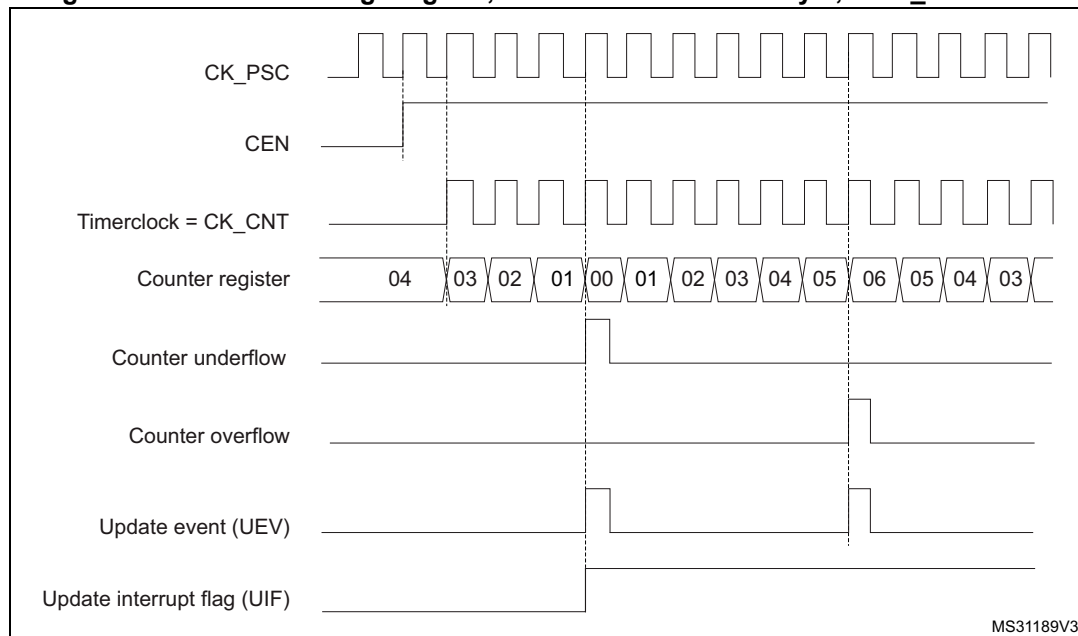 CK_PSC
CEN
Timerclock = CK_CNT
Counter register 04 03 02 01 00 01 02 03 04 05 06 05 04 03
Counter underflow
Counter overflow
Update event (UEV)
Update interrupt flag (UIF)
MS31189V3